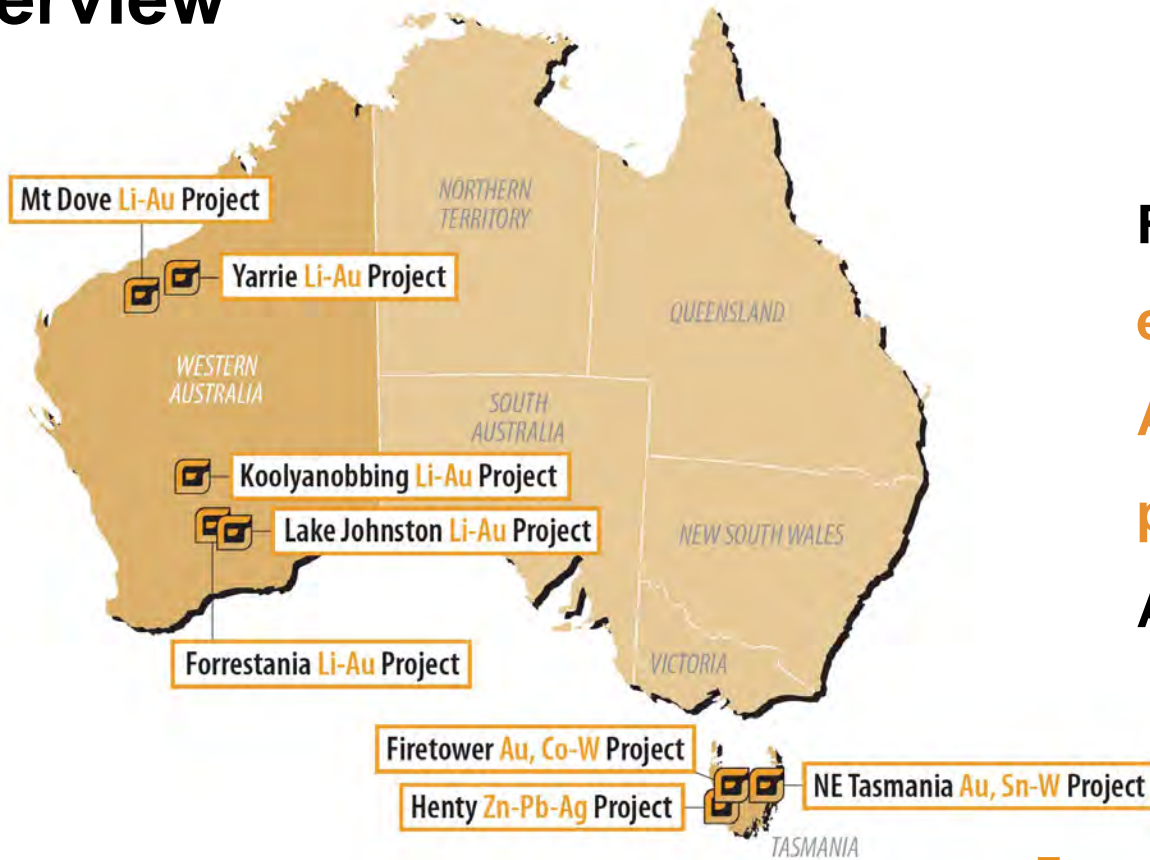 erview
Mt Dove Li-Au Project
NORTHERN
TERRITORY
Yarrie Li-Au Project
QUEENSLAND
WESTERN
AUSTRALIA
SOUTH
AUSTRALIA
Koolyanobbing Li-Au Project
Lake Johnston Li-Au Project
NEW SOUTH WALES
Forrestania Li-Au Project
VICTORIA
Firetower Au, Co-W Project
NE Tasmania Au, Sn-W Project
Henty Zn-Pb-Ag Project
TASMANIA